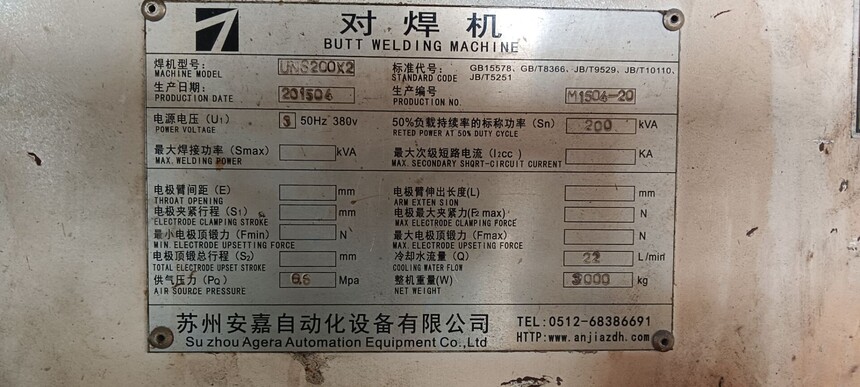 对焊机
BUTT WELDING MACHINE
焊机型号: UNS200X2 标准代号: GB15578、GB/T8366、JB/T9529、JB/T10110、
MACHINE MODEL STANDARD CODE JB/T5251
生产日期: 201506 生产编号 M1506-20
PRODUCTION DATE PRODUCTION NO.
电源电压(U1) 3 50Hz 380v 50%负载持续率的标称功率(Sn) 200 kVA
POWER VOLTAGE RETED POWER AT 50% DUTY CYCLE
最大焊接功率(Smax) kVA 最大次级短路电流(I2cc) KA
MAX. WELDING POWER MAX. SECONDARY SHQRT-CIRCUIT CURRENT
电极臂间距(E) mm 电极臂伸出长度(L) mm
THROAT OPENING ARM EXTENSION
电极夹紧行程(S1) mm 电极最大夹紧力(F2 max) N
ELECTRODE CLAMPING STROKE MAX ELECTRODE CLAMPING FORCE
最小电极顶锻力(Fmin) N 最大电极顶锻力(Fmax) N
MIN. ELECTRODE UPSETTING FORCE MAX. ELECTRODE UPSETING FORCE
电极顶锻总行程(S2) mm 冷却水流量(Q) 22 L/min
TOTAL ELECTRODE UPSET STROKE COOLING WATER FLOW
供气压力(PQ) Mpa 整机重量(W) 3000 kg
AIR SOURCE PRESSURE NET WEIGHT
苏州安嘉自动化设备有限公司 TEL:0512-68386691
Su zhou Agera Automation Equipment Co.,Ltd HTTP:www.anjiazdh.com